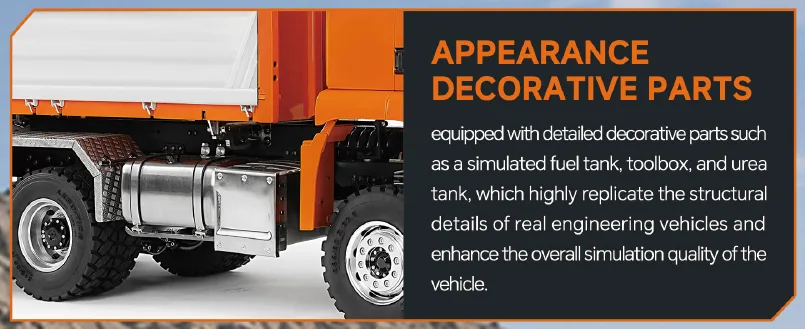 APPEARANCE
DECORATIVE PARTS
equipped with detailed decorative parts such
as a simulated fuel tank, toolbox, and urea
tank, which highly replicate the structural
details of real engineering vehicles and
enhance the overall simulation quality of the
vehicle.